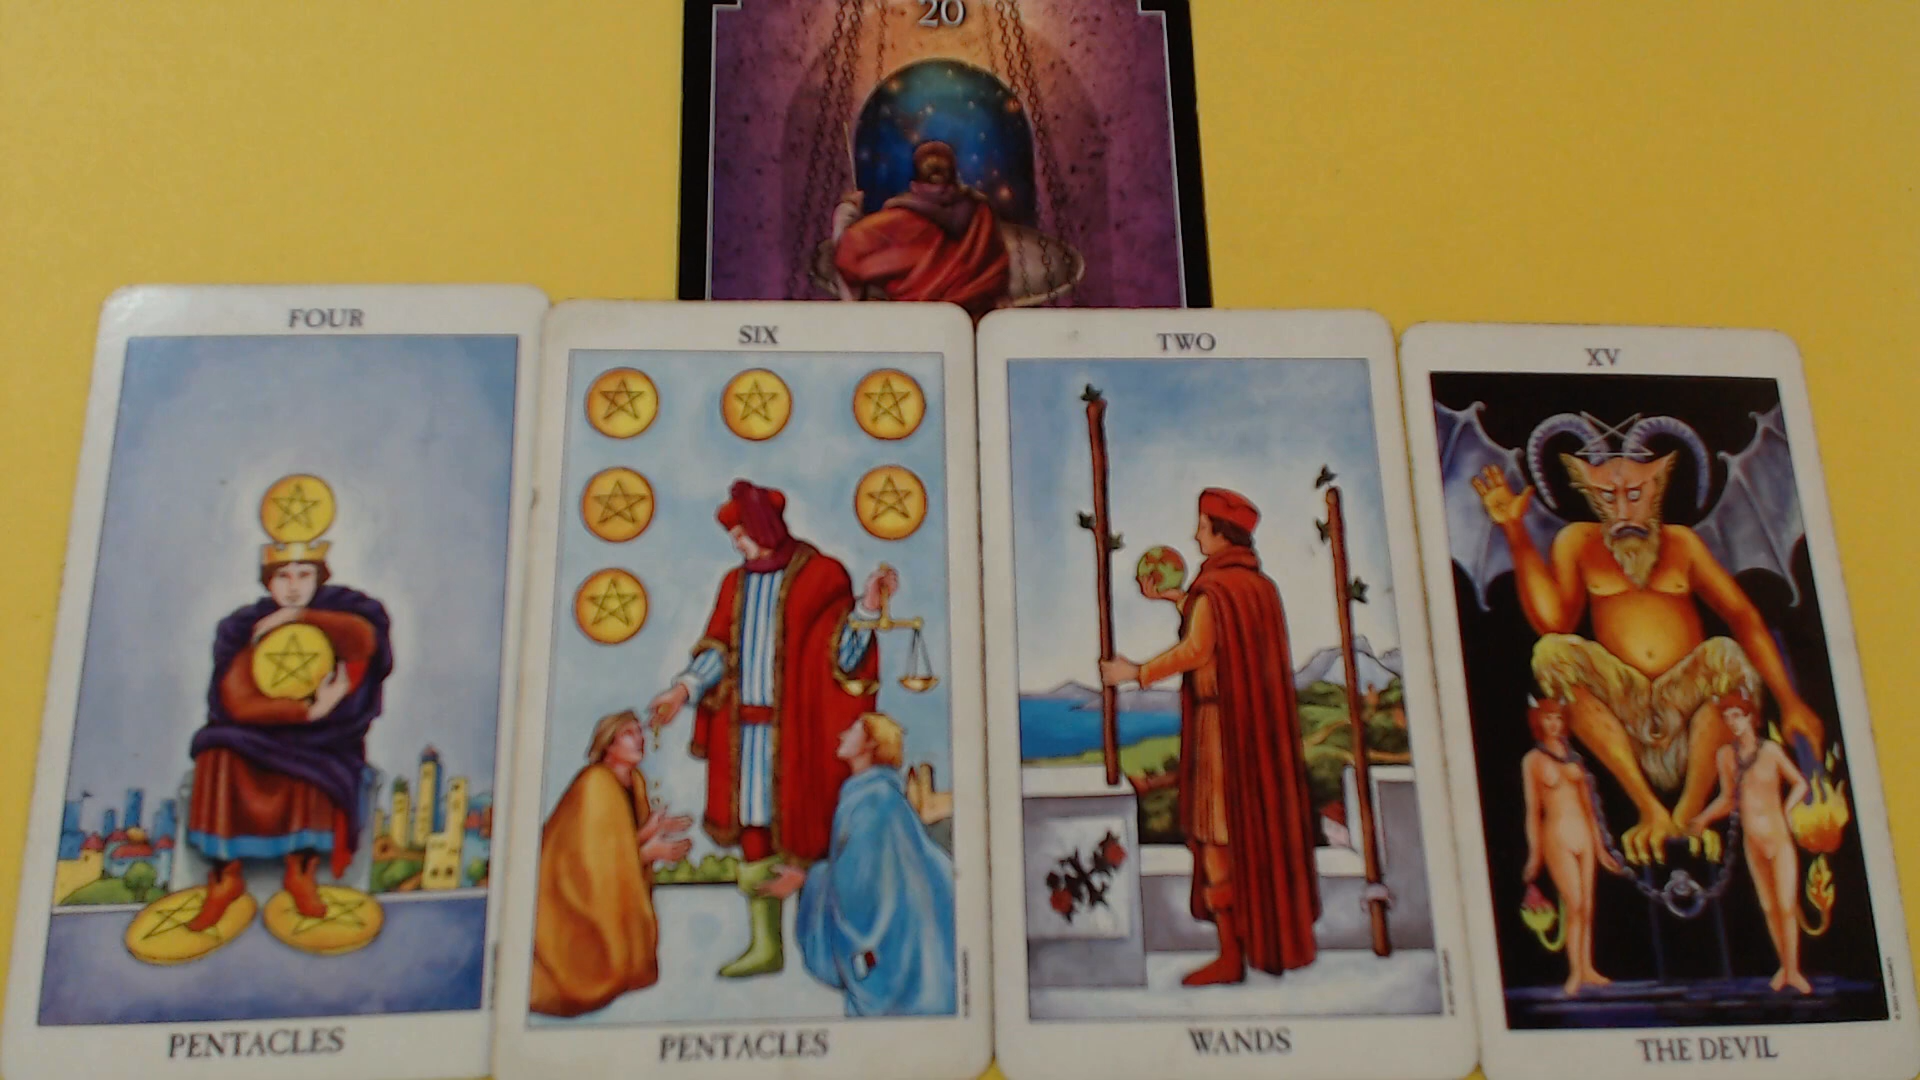 20
FOUR
SIX
TWO
XV
PENTACLES
PENTACLES
WANDS
THE DEVIL